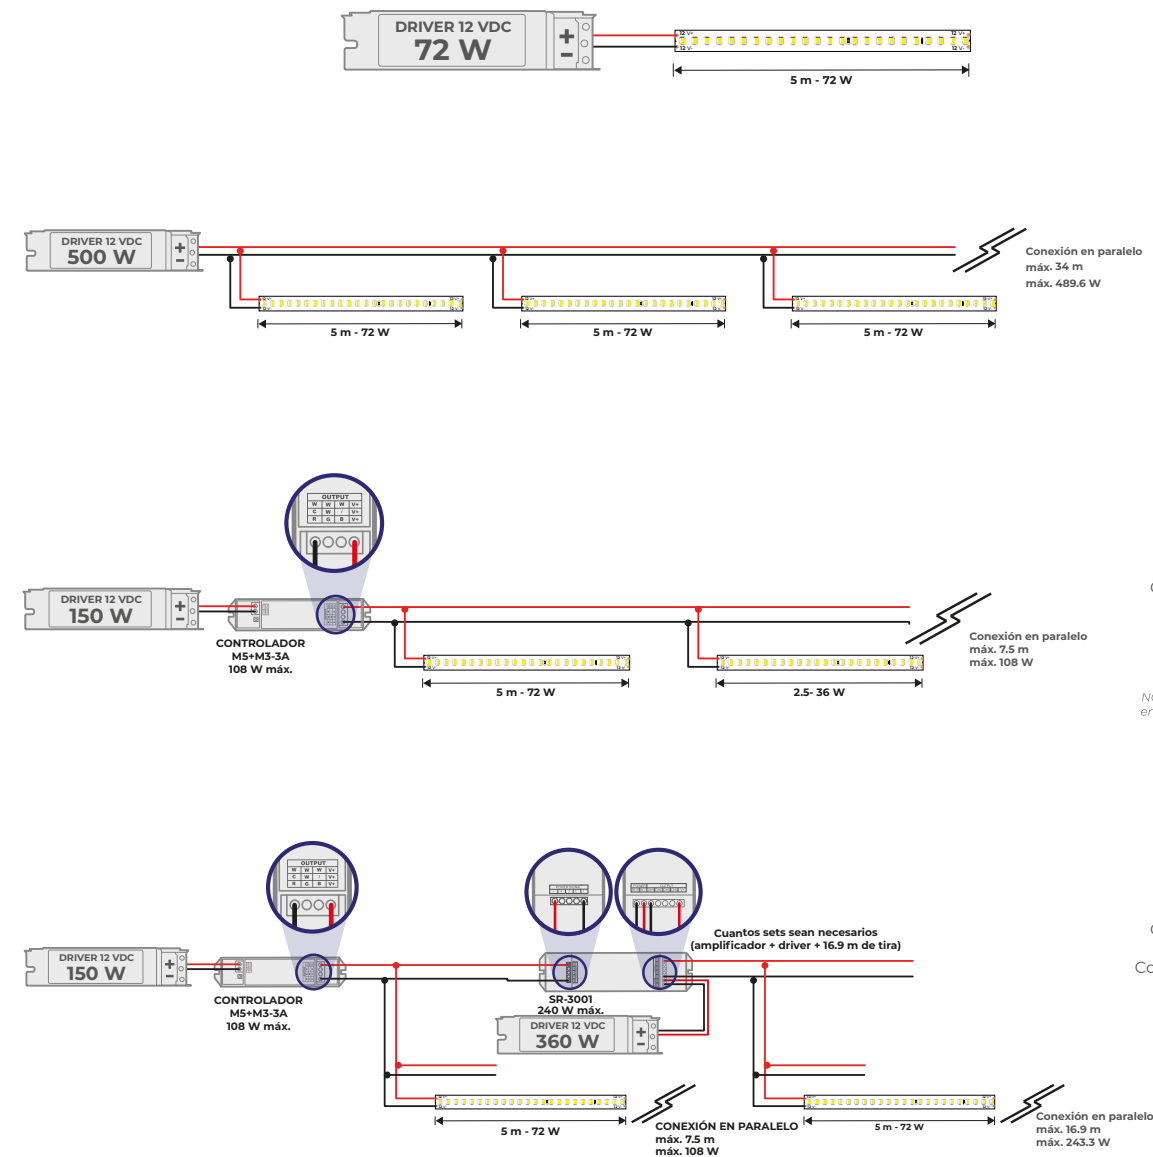 DRIVER 12 VDC
72 W
+
−
12 V+
12 V+
12 V-
12 V-
5 m - 72 W
DRIVER 12 VDC
500 W
+
−
Conexión en paralelo
máx. 34 m
máx. 489.6 W
5 m - 72 W
5 m - 72 W
5 m - 72 W
OUTPUT
W W W V+
C W / V+
R G B V+
DRIVER 12 VDC
150 W
+
−
CONTROLADOR
M5+M3-3A
108 W máx.
Conexión en paralelo
máx. 7.5 m
máx. 108 W
5 m - 72 W
2.5- 36 W
OUTPUT
W W W V+
C W / V+
R G B V+
Cuantos sets sean necesarios
(amplificador + driver + 16.9 m de tira)
DRIVER 12 VDC
150 W
+
−
CONTROLADOR
M5+M3-3A
108 W máx.
SR-3001
240 W máx.
DRIVER 12 VDC
360 W
+
−
Co
5 m - 72 W
CONEXIÓN EN PARALELO
máx. 7.5 m
máx. 108 W
5 m - 72 W
Conexión en paralelo
máx. 16.9 m
máx. 243.3 W